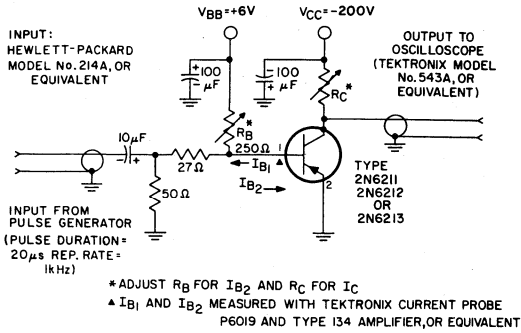 INPUT:
HEWLETT-PACKARD
MODEL No. 214A, OR
EQUIVALENT
VBB=+6V
VCC=-200V
OUTPUT TO
OSCILLOSCOPE
(TEKTRONIX MODEL
No. 543A, OR
EQUIVALENT)
+
-
100
μF
-
+
100
μF
RB*
RC*
10μF
-
+
27Ω
250Ω
1
▲ IB1
IB2
50Ω
2
TYPE
2N6211
2N6212
OR
2N6213
INPUT FROM
PULSE GENERATOR
(PULSE DURATION=
20μs REP. RATE=
1kHz)
*ADJUST RB FOR IB2 AND RC FOR IC
▲ IB1 AND IB2 MEASURED WITH TEKTRONIX CURRENT PROBE
P6019 AND TYPE 134 AMPLIFIER, OR EQUIVALENT